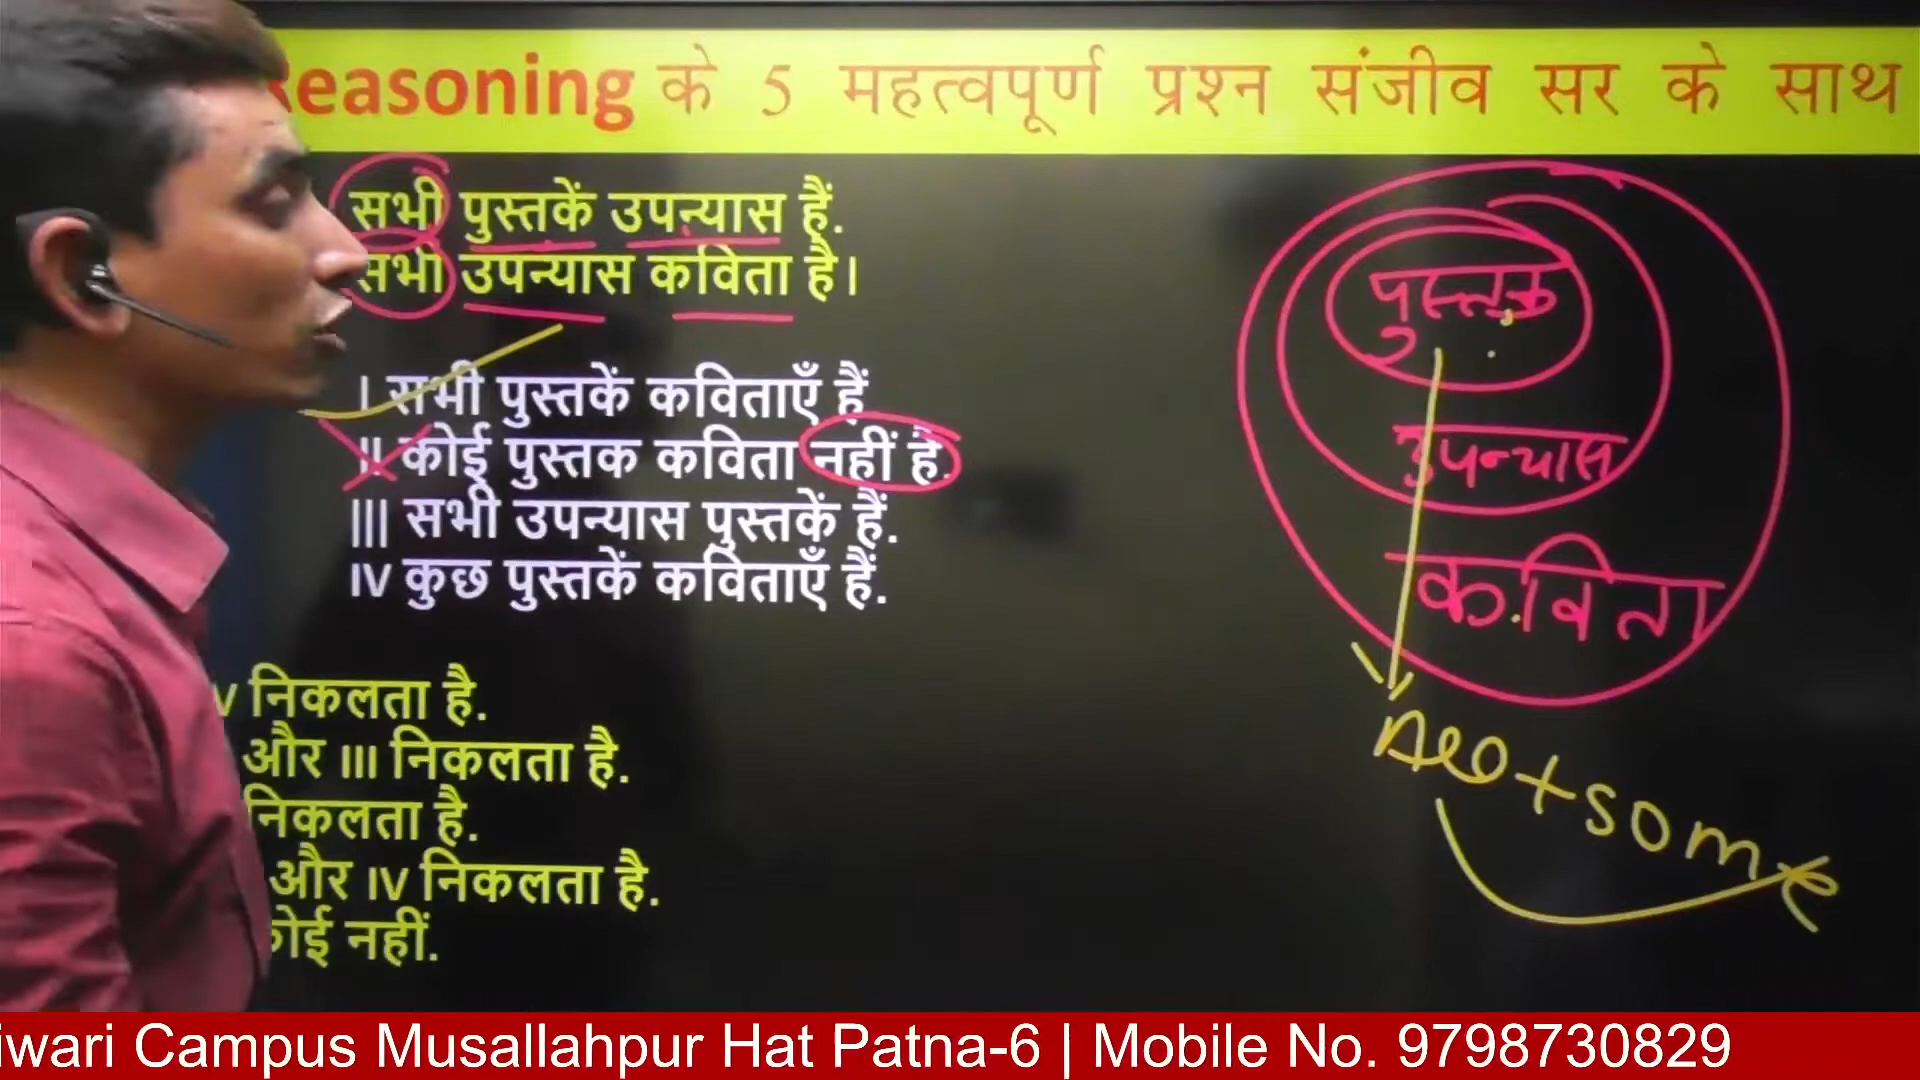 Reasoning के 5 महत्वपूर्ण प्रश्न संजीव सर के साथ
सभी पुस्तकें उपन्यास हैं.
सभी उपन्यास कविता है।
I सभी पुस्तकें कविताएँ हैं
II कोई पुस्तक कविता नहीं है.
III सभी उपन्यास पुस्तकें हैं.
IV कुछ पुस्तकें कविताएँ हैं.
V निकलता है.
और III निकलता है.
निकलता है.
और IV निकलता है.
कोई नहीं.
पुस्तक
उपन्यास
कविता
All + some
iwari Campus Musallahpur Hat Patna-6 | Mobile No. 9798730829